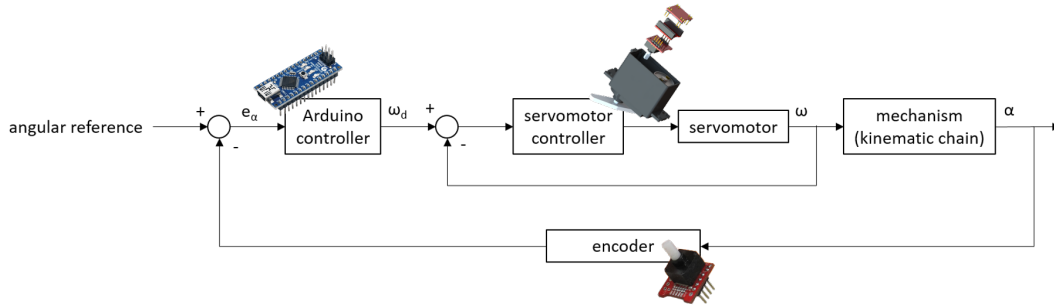 angular reference
+
-
eα
Arduino
controller
ωd
+
-
servomotor
controller
servomotor
ω
mechanism
(kinematic chain)
α
encoder